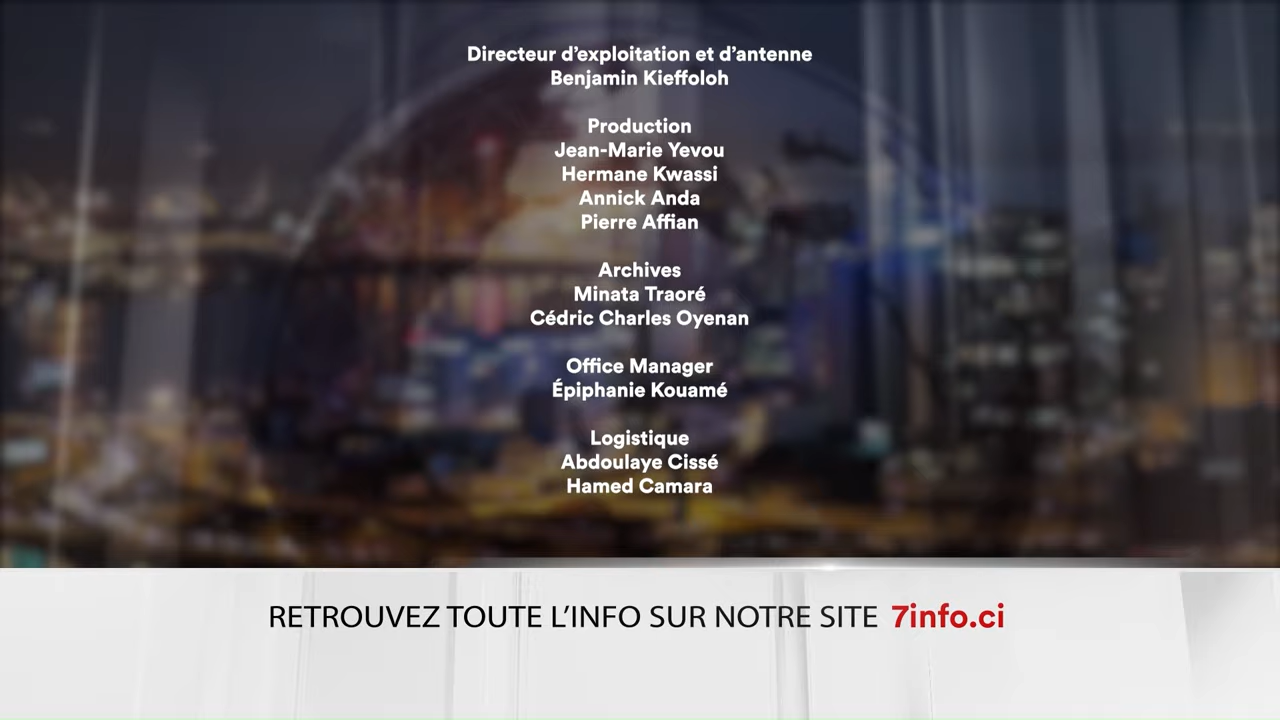 Directeur d’exploitation et d’antenne
Benjamin Kieffoloh
Production
Jean-Marie Yevou
Hermane Kwassi
Annick Anda
Pierre Affian
Archives
Minata Traoré
Cédric Charles Oyenan
Office Manager
Épiphanie Kouamé
Logistique
Abdoulaye Cissé
Hamed Camara
RETROUVEZ TOUTE L’INFO SUR NOTRE SITE 7info.ci